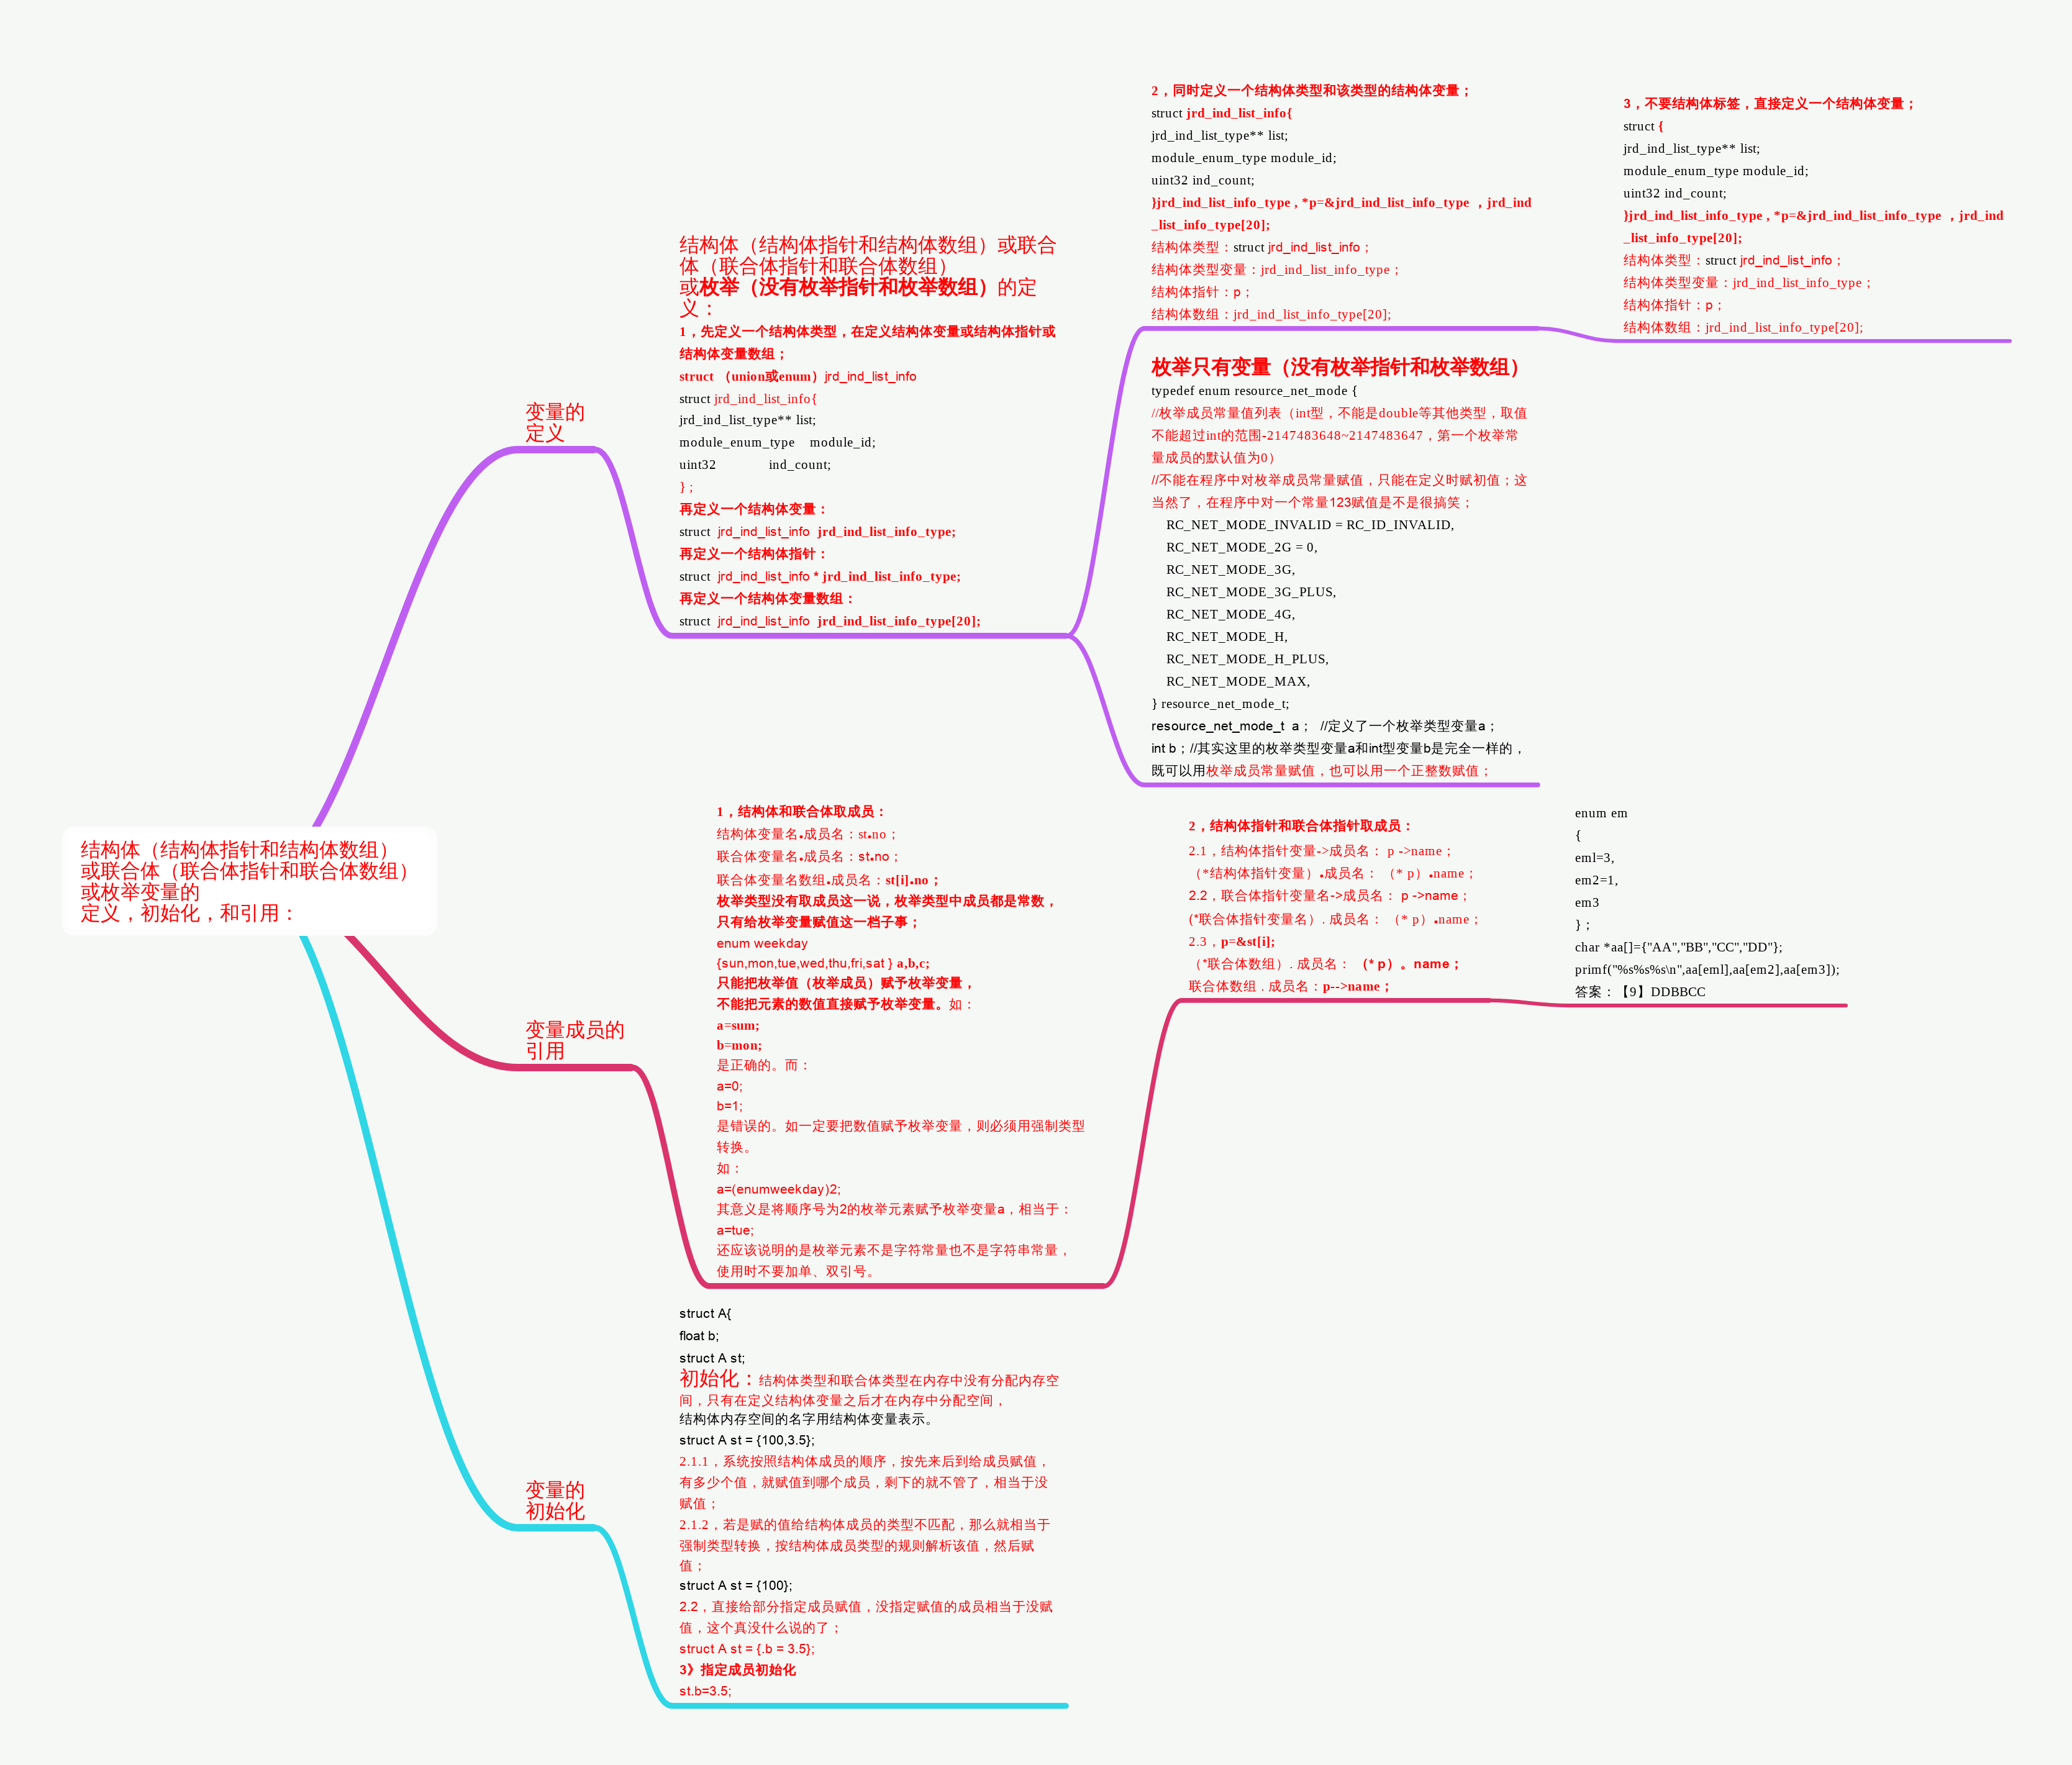 结构体（结构体指针和结构体数组）
或联合体（联合体指针和联合体数组）
或枚举变量的
定义，初始化，和引用：
变量的
定义
结构体（结构体指针和结构体数组）或联合
体（联合体指针和联合体数组）
或枚举（没有枚举指针和枚举数组）的定
义：
1，先定义一个结构体类型，在定义结构体变量或结构体指针或
结构体变量数组；
struct （union或enum）jrd_ind_list_info
struct jrd_ind_list_info{
jrd_ind_list_type** list;
module_enum_type    module_id;
uint32              ind_count;
} ;
再定义一个结构体变量：
struct  jrd_ind_list_info  jrd_ind_list_info_type;
再定义一个结构体指针：
struct  jrd_ind_list_info * jrd_ind_list_info_type;
再定义一个结构体变量数组：
struct  jrd_ind_list_info  jrd_ind_list_info_type[20];
2，同时定义一个结构体类型和该类型的结构体变量；
struct jrd_ind_list_info{
jrd_ind_list_type** list;
module_enum_type module_id;
uint32 ind_count;
}jrd_ind_list_info_type , *p=&jrd_ind_list_info_type ，jrd_ind
_list_info_type[20];
结构体类型：struct jrd_ind_list_info；
结构体类型变量：jrd_ind_list_info_type；
结构体指针：p；
结构体数组：jrd_ind_list_info_type[20];
3，不要结构体标签，直接定义一个结构体变量；
struct {
jrd_ind_list_type** list;
module_enum_type module_id;
uint32 ind_count;
}jrd_ind_list_info_type , *p=&jrd_ind_list_info_type ，jrd_ind
_list_info_type[20];
结构体类型：struct jrd_ind_list_info；
结构体类型变量：jrd_ind_list_info_type；
结构体指针：p；
结构体数组：jrd_ind_list_info_type[20];
枚举只有变量（没有枚举指针和枚举数组）
typedef enum resource_net_mode {
//枚举成员常量值列表（int型，不能是double等其他类型，取值
不能超过int的范围-2147483648~2147483647，第一个枚举常
量成员的默认值为0）
//不能在程序中对枚举成员常量赋值，只能在定义时赋初值；这
当然了，在程序中对一个常量123赋值是不是很搞笑；
    RC_NET_MODE_INVALID = RC_ID_INVALID,
    RC_NET_MODE_2G = 0,
    RC_NET_MODE_3G,
    RC_NET_MODE_3G_PLUS,
    RC_NET_MODE_4G,
    RC_NET_MODE_H,
    RC_NET_MODE_H_PLUS,
    RC_NET_MODE_MAX,
} resource_net_mode_t;
resource_net_mode_t  a；  //定义了一个枚举类型变量a；
int b；//其实这里的枚举类型变量a和int型变量b是完全一样的，
既可以用枚举成员常量赋值，也可以用一个正整数赋值；
变量成员的
引用
1，结构体和联合体取成员：
结构体变量名.成员名：st.no；
联合体变量名.成员名：st.no；
联合体变量名数组.成员名：st[i].no；
枚举类型没有取成员这一说，枚举类型中成员都是常数，
只有给枚举变量赋值这一档子事；
enum weekday
{sun,mon,tue,wed,thu,fri,sat } a,b,c;
只能把枚举值（枚举成员）赋予枚举变量，
不能把元素的数值直接赋予枚举变量。如：
a=sum;
b=mon;
是正确的。而：
a=0;
b=1;
是错误的。如一定要把数值赋予枚举变量，则必须用强制类型
转换。
如：
a=(enumweekday)2;
其意义是将顺序号为2的枚举元素赋予枚举变量a，相当于：
a=tue;
还应该说明的是枚举元素不是字符常量也不是字符串常量，
使用时不要加单、双引号。
2，结构体指针和联合体指针取成员：
2.1，结构体指针变量->成员名： p ->name；
（*结构体指针变量）.成员名： （* p）.name；
2.2，联合体指针变量名->成员名： p ->name；
(*联合体指针变量名）. 成员名： （* p）.name；
2.3，p=&st[i];
（*联合体数组）. 成员名： （* p）。name；
联合体数组 . 成员名：p-->name；
enum em
{
eml=3,
em2=1,
em3
} ；
char *aa[]={"AA","BB","CC","DD"};
primf("%s%s%s\n",aa[eml],aa[em2],aa[em3]);
答案：【9】DDBBCC
变量的
初始化
struct A{
float b;
struct A st;
初始化：结构体类型和联合体类型在内存中没有分配内存空
间，只有在定义结构体变量之后才在内存中分配空间，
结构体内存空间的名字用结构体变量表示。
struct A st = {100,3.5};
2.1.1，系统按照结构体成员的顺序，按先来后到给成员赋值，
有多少个值，就赋值到哪个成员，剩下的就不管了，相当于没
赋值；
2.1.2，若是赋的值给结构体成员的类型不匹配，那么就相当于
强制类型转换，按结构体成员类型的规则解析该值，然后赋
值；
struct A st = {100};
2.2，直接给部分指定成员赋值，没指定赋值的成员相当于没赋
值，这个真没什么说的了；
struct A st = {.b = 3.5};
3》指定成员初始化
st.b=3.5;